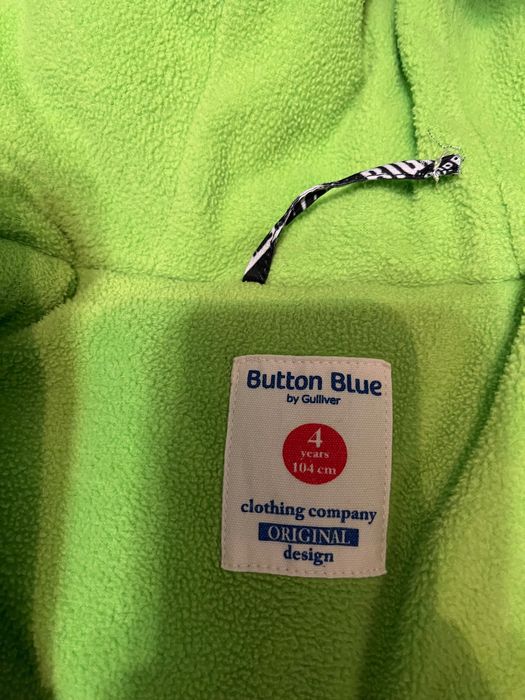 Button Blue
by Gulliver
4
years
104 cm
clothing company
ORIGINAL
design